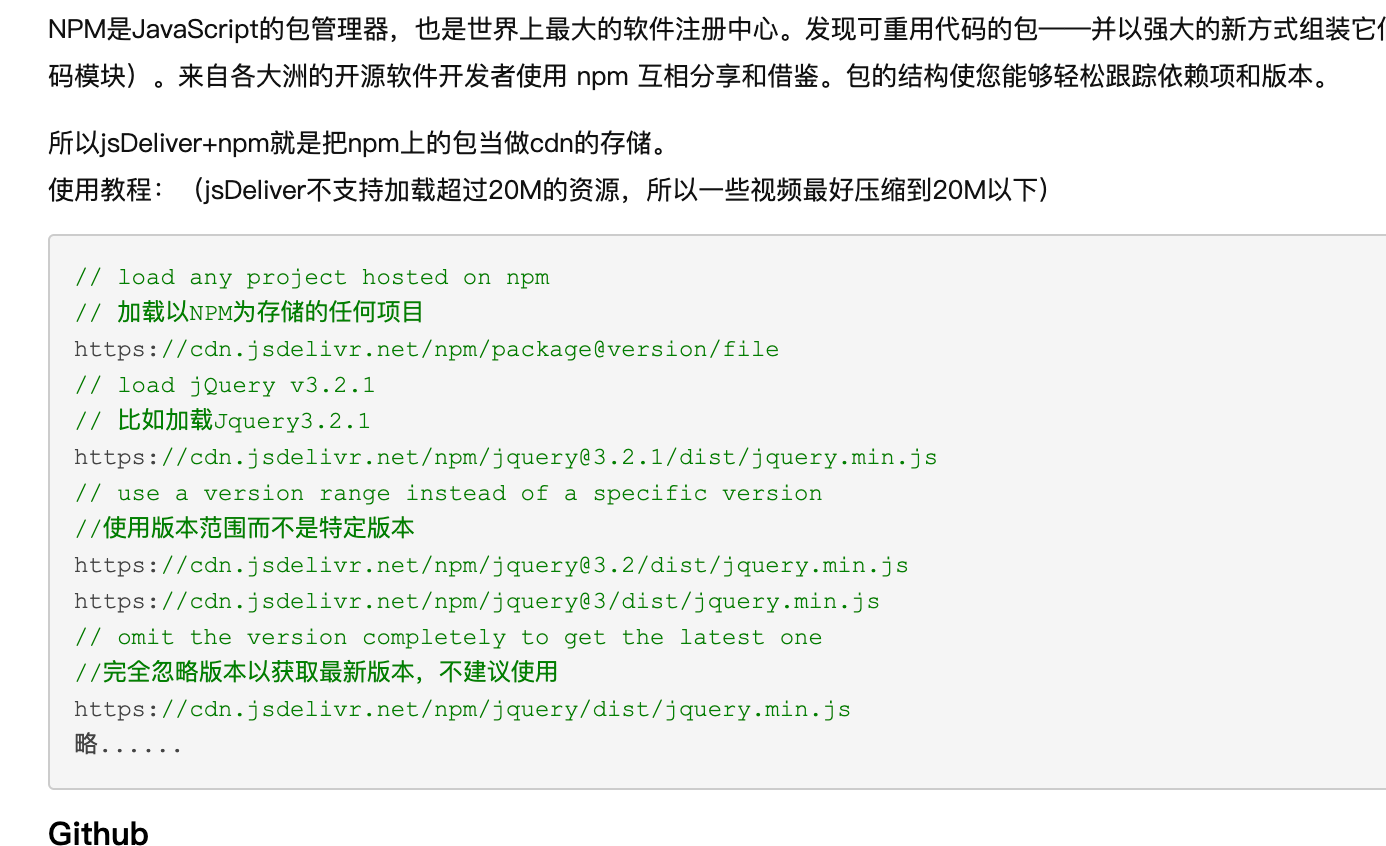 NPM是JavaScript的包管理器，也是世界上最大的软件注册中心。发现可重用代码的包——并以强大的新方式组装它
码模块）。来自各大洲的开源软件开发者使用 npm 互相分享和借鉴。包的结构使您能够轻松跟踪依赖项和版本。
所以jsDeliver+npm就是把npm上的包当做cdn的存储。
使用教程：（jsDeliver不支持加载超过20M的资源，所以一些视频最好压缩到20M以下）
// load any project hosted on npm
// 加载以NPM为存储的任何项目
https://cdn.jsdelivr.net/npm/package@version/file
// load jQuery v3.2.1
// 比如加载Jquery3.2.1
https://cdn.jsdelivr.net/npm/jquery@3.2.1/dist/jquery.min.js
// use a version range instead of a specific version
//使用版本范围而不是特定版本
https://cdn.jsdelivr.net/npm/jquery@3.2/dist/jquery.min.js
https://cdn.jsdelivr.net/npm/jquery@3/dist/jquery.min.js
// omit the version completely to get the latest one
//完全忽略版本以获取最新版本，不建议使用
https://cdn.jsdelivr.net/npm/jquery/dist/jquery.min.js
略......
Github